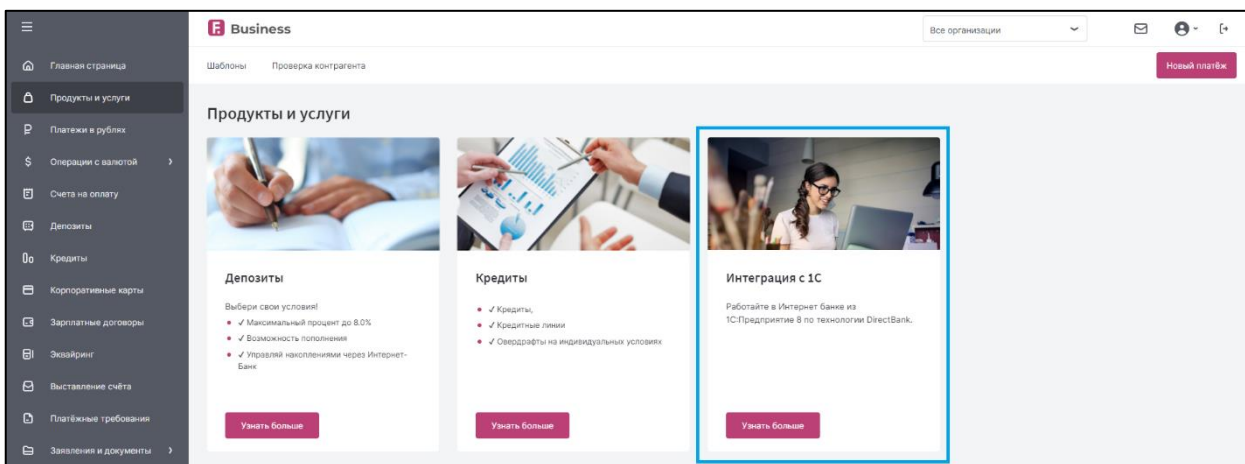 F. Business
Все организации
Главная страница
Продукты и услуги
Платежи в рублях
Операции с валютой
Счета на оплату
Депозиты
Кредиты
Корпоративные карты
Зарплатные договоры
Эквайринг
Выставление счёта
Платёжные требования
Заявления и документы
Шаблоны Проверка контрагента
Новый платёж
Продукты и услуги
Депозиты
Выбери свои условия!
✓ Максимальный процент до 8.0%
✓ Возможность пополнения
✓ Управляй накоплениями через Интернет-
Банк
Узнать больше
Кредиты
✓ Кредиты,
✓ Кредитные линии
✓ Овердрафты на индивидуальных условиях
Узнать больше
Интеграция с 1С
Работайте в Интернет банке из
1С:Предприятие 8 по технологии DirectBank.
Узнать больше